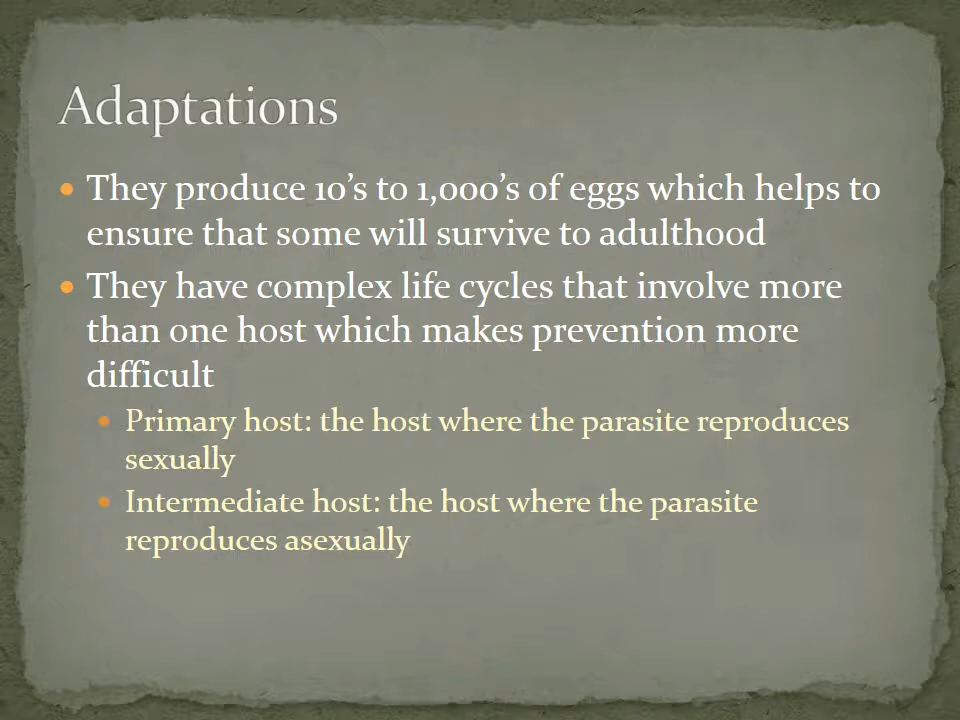 Adaptations
• They produce 10’s to 1,000’s of eggs which helps to
ensure that some will survive to adulthood
• They have complex life cycles that involve more
than one host which makes prevention more
difficult
• Primary host: the host where the parasite reproduces
sexually
• Intermediate host: the host where the parasite
reproduces asexually